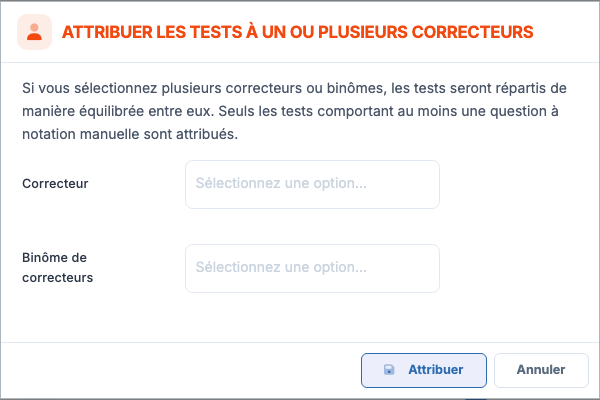 ATTRIBUER LES TESTS À UN OU PLUSIEURS CORRECTEURS
Si vous sélectionnez plusieurs correcteurs ou binômes, les tests seront répartis de
manière équilibrée entre eux. Seuls les tests comportant au moins une question à
notation manuelle sont attribués.
Correcteur
Sélectionnez une option...
Binôme de
correcteurs
Sélectionnez une option...
Attribuer
Annuler